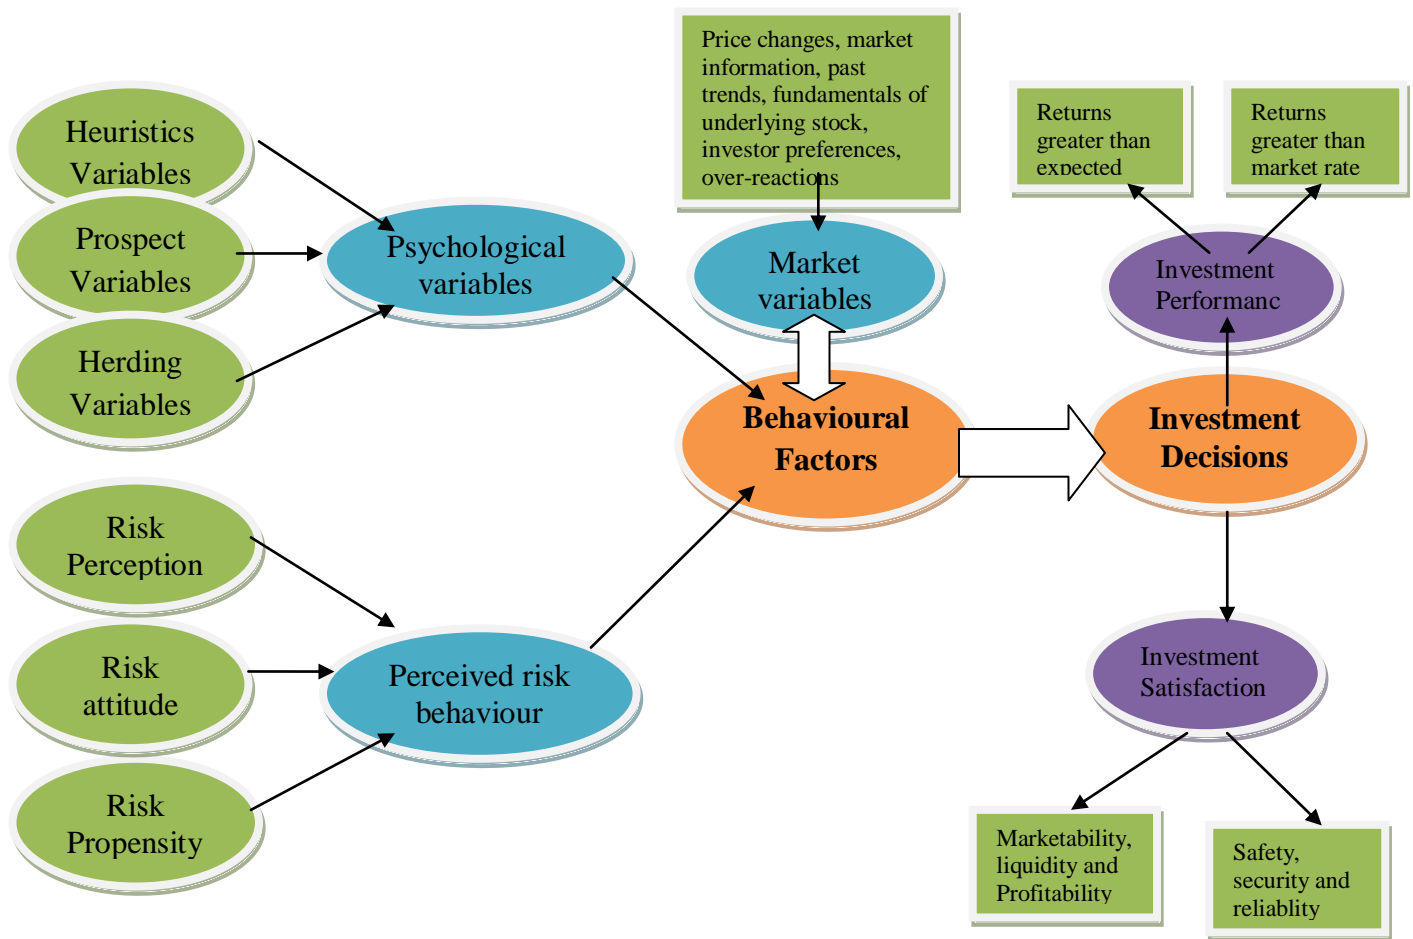 Heuristics
Variables
Prospect
Variables
Herding
Variables
Psychological
variables
Price changes, market
information, past
trends, fundamentals of
underlying stock,
investor preferences,
over-reactions
Market
variables
Returns
greater than
expected
Returns
greater than
market rate
Investment
Performanc
Behavioural
Factors
Investment
Decisions
Risk
Perception
Risk
attitude
Risk
Propensity
Perceived risk
behaviour
Investment
Satisfaction
Marketability,
liquidity and
Profitability
Safety,
security and
reliablity